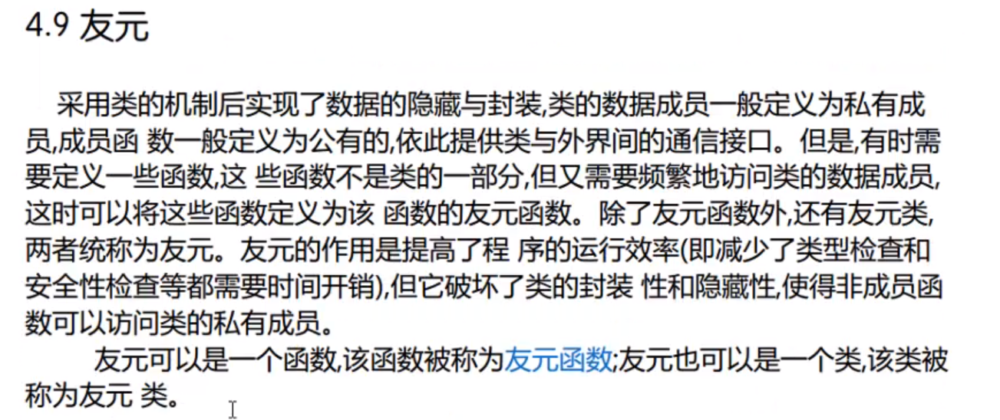 4.9 友元
采用类的机制后实现了数据的隐藏与封装,类的数据成员一般定义为私有成
员,成员函 数一般定义为公有的,依此提供类与外界间的通信接口。但是,有时需
要定义一些函数,这 些函数不是类的一部分,但又需要频繁地访问类的数据成员,
这时可以将这些函数定义为该 函数的友元函数。除了友元函数外,还有友元类,
两者统称为友元。友元的作用是提高了程 序的运行效率(即减少了类型检查和
安全性检查等都需要时间开销),但它破坏了类的封装 性和隐藏性,使得非成员函
数可以访问类的私有成员。
友元可以是一个函数,该函数被称为友元函数;友元也可以是一个类,该类被
称为友元 类。